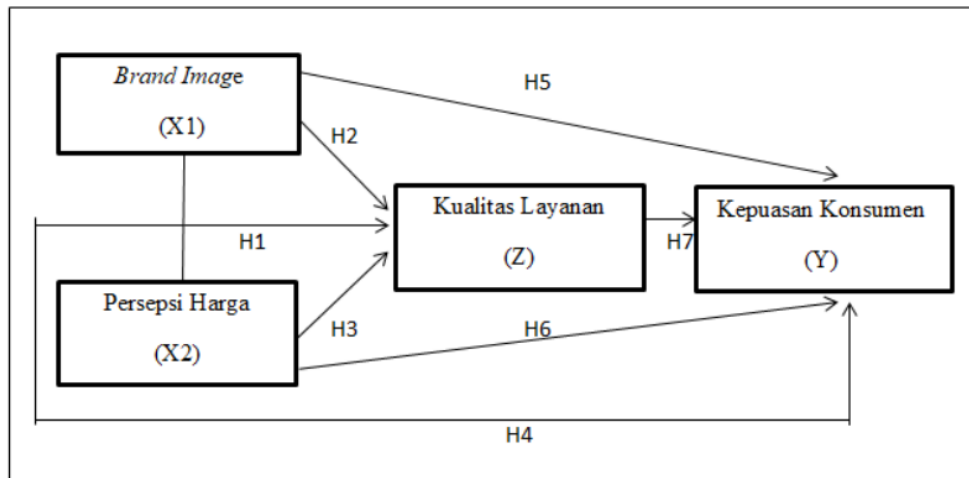 Brand Image
(X1)
H5
H2
Kualitas Layanan
(Z)
Kepuasan Konsumen
(Y)
H1
H7
Persepsi Harga
(X2)
H3
H6
H4